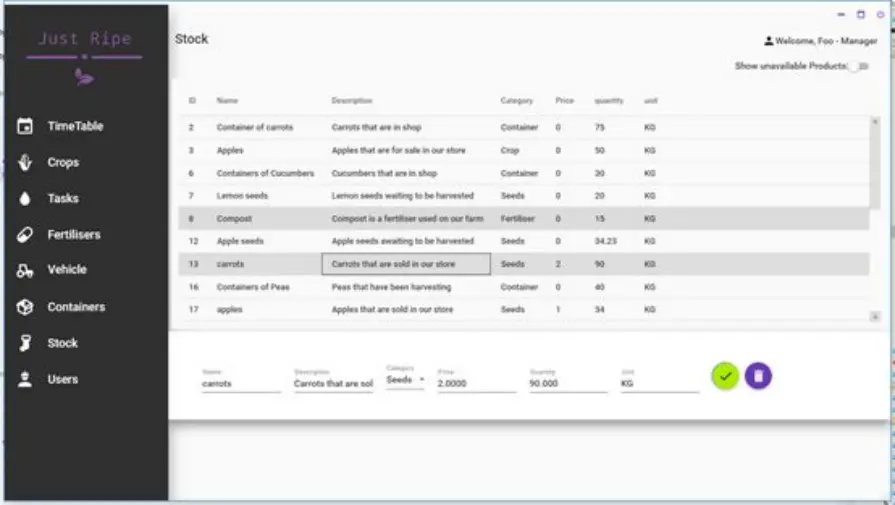 Just Ripe
TimeTable
Crops
Tasks
Fertilisers
Vehicle
Containers
Stock
Users
Stock
Welcome, Foo - Manager
Show unavailable Products:
ID Name Description Category Price quantity unit
2 Container of carrots Carrots that are in shop Container 0 75 KG
3 Apples Apples that are for sale in our store Crop 0 50 KG
6 Containers of Cucumbers Cucumbers that are in shop Container 0 30 KG
7 Lemon seeds Lemon seeds waiting to be harvested Seeds 0 20 KG
8 Compost Compost is a fertiliser used on our farm Fertiliser 0 15 KG
12 Apple seeds Apple seeds awaiting to be harvested Seeds 0 34.23 KG
13 carrots Carrots that are sold in our store Seeds 2 90 KG
16 Containers of Peas Peas that have been harvesting Container 0 40 KG
17 apples Apples that are sold in our store Seeds 1 34 KG
Name Description Category Price Quantity Unit
carrots Carrots that are sol Seeds 2.0000 90.000 KG